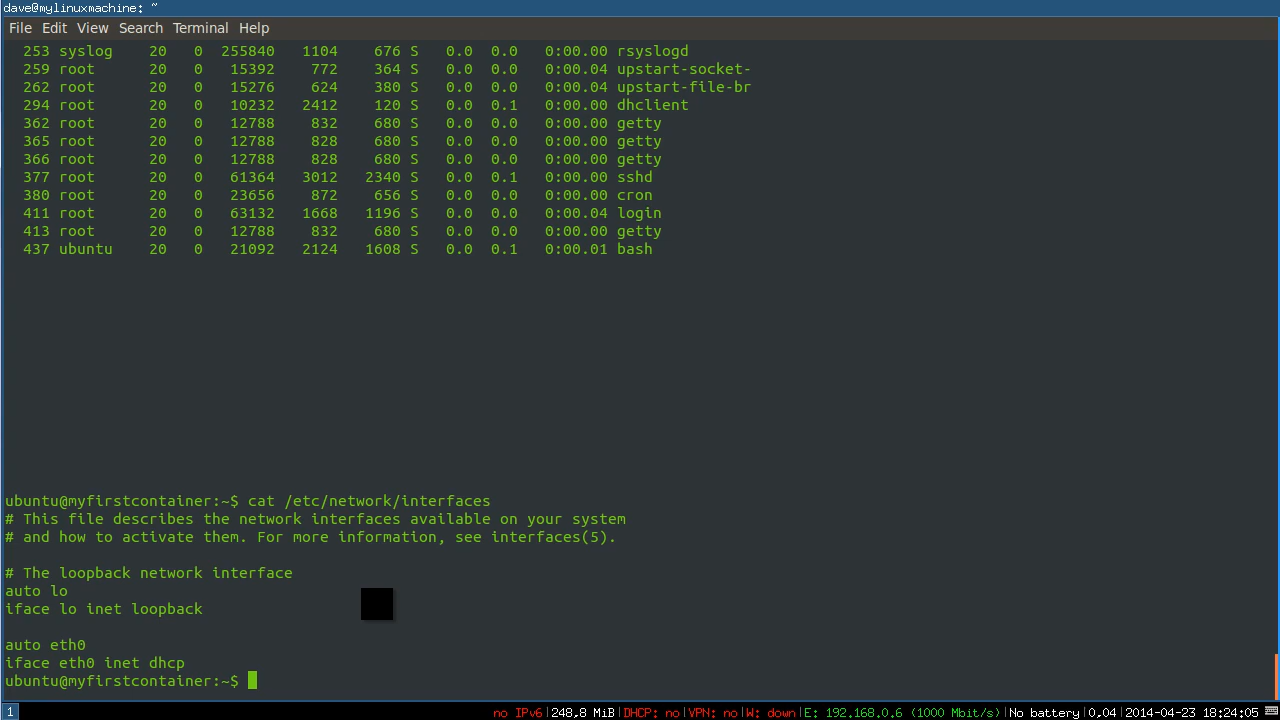 dave@mylinuxmachine: ~
File Edit View Search Terminal Help
253 syslog 20 0 255840 1104 676 S 0.0 0.0 0:00.00 rsyslogd
259 root 20 0 15392 772 364 S 0.0 0.0 0:00.04 upstart-socket-
262 root 20 0 15276 624 380 S 0.0 0.0 0:00.04 upstart-file-br
294 root 20 0 10232 2412 120 S 0.0 0.1 0:00.00 dhclient
362 root 20 0 12788 832 680 S 0.0 0.0 0:00.00 getty
365 root 20 0 12788 828 680 S 0.0 0.0 0:00.00 getty
366 root 20 0 12788 828 680 S 0.0 0.0 0:00.00 getty
377 root 20 0 61364 3012 2340 S 0.0 0.1 0:00.00 sshd
380 root 20 0 23656 872 656 S 0.0 0.0 0:00.00 cron
411 root 20 0 63132 1668 1196 S 0.0 0.0 0:00.04 login
413 root 20 0 12788 832 680 S 0.0 0.0 0:00.00 getty
437 ubuntu 20 0 21092 2124 1608 S 0.0 0.1 0:00.01 bash
ubuntu@myfirstcontainer:~$ cat /etc/network/interfaces
# This file describes the network interfaces available on your system
# and how to activate them. For more information, see interfaces(5).
# The loopback network interface
auto lo
iface lo inet loopback
auto eth0
iface eth0 inet dhcp
ubuntu@myfirstcontainer:~$
1 no IPv6|248,8 MiB|DHCP: no|VPN: no|W: down|E: 192.168.0.6 (1000 Mbit/s)|No battery|0,04|2014-04-23 18:24:05